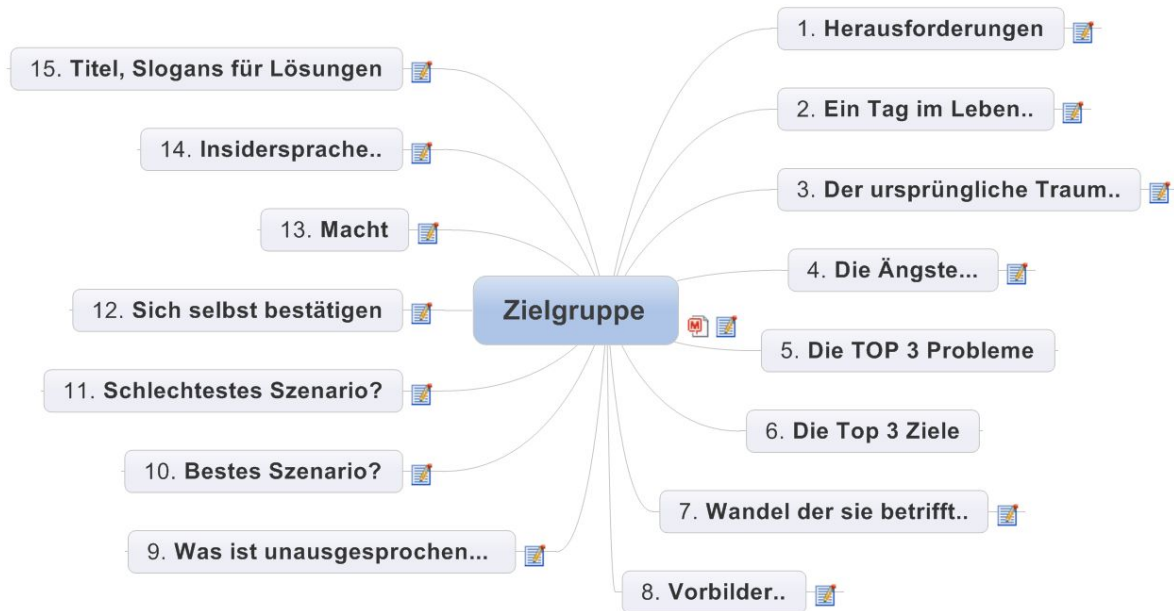 Zielgruppe
1. Herausforderungen
2. Ein Tag im Leben..
3. Der ursprüngliche Traum..
4. Die Ängste...
5. Die TOP 3 Probleme
6. Die Top 3 Ziele
7. Wandel der sie betrifft..
8. Vorbilder..
9. Was ist unausgesprochen...
10. Bestes Szenario?
11. Schlechtestes Szenario?
12. Sich selbst bestätigen
13. Macht
14. Insidersprache..
15. Titel, Slogans für Lösungen